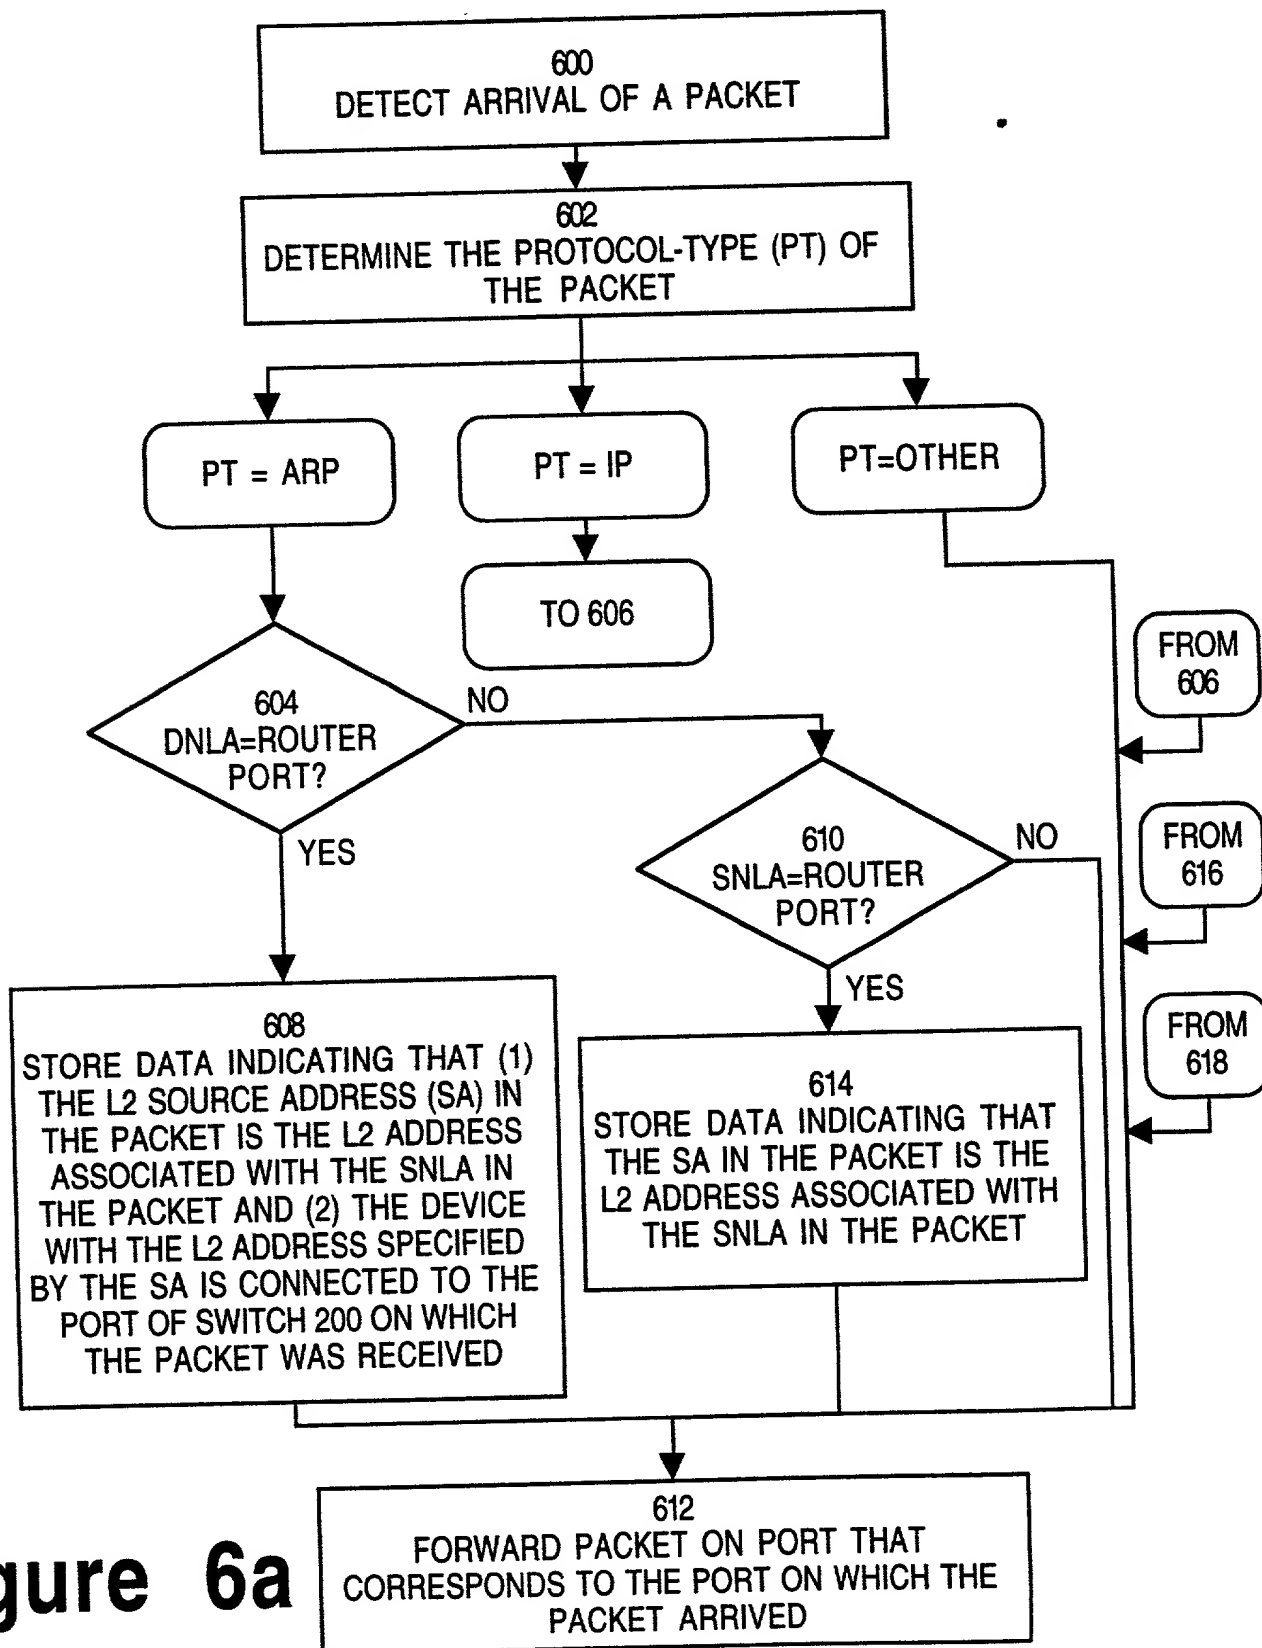 600
DETECT ARRIVAL OF A PACKET
602
DETERMINE THE PROTOCOL-TYPE (PT) OF
THE PACKET
PT = ARP
PT = IP
PT=OTHER
TO 606
FROM
606
604
DNLA=ROUTER
PORT?
NO
YES
610
SNLA=ROUTER
PORT?
NO
YES
FROM
616
FROM
618
608
STORE DATA INDICATING THAT (1)
THE L2 SOURCE ADDRESS (SA) IN
THE PACKET IS THE L2 ADDRESS
ASSOCIATED WITH THE SNLA IN
THE PACKET AND (2) THE DEVICE
WITH THE L2 ADDRESS SPECIFIED
BY THE SA IS CONNECTED TO THE
PORT OF SWITCH 200 ON WHICH
THE PACKET WAS RECEIVED
614
STORE DATA INDICATING THAT
THE SA IN THE PACKET IS THE
L2 ADDRESS ASSOCIATED WITH
THE SNLA IN THE PACKET
612
FORWARD PACKET ON PORT THAT
CORRESPONDS TO THE PORT ON WHICH THE
PACKET ARRIVED
gure 6a